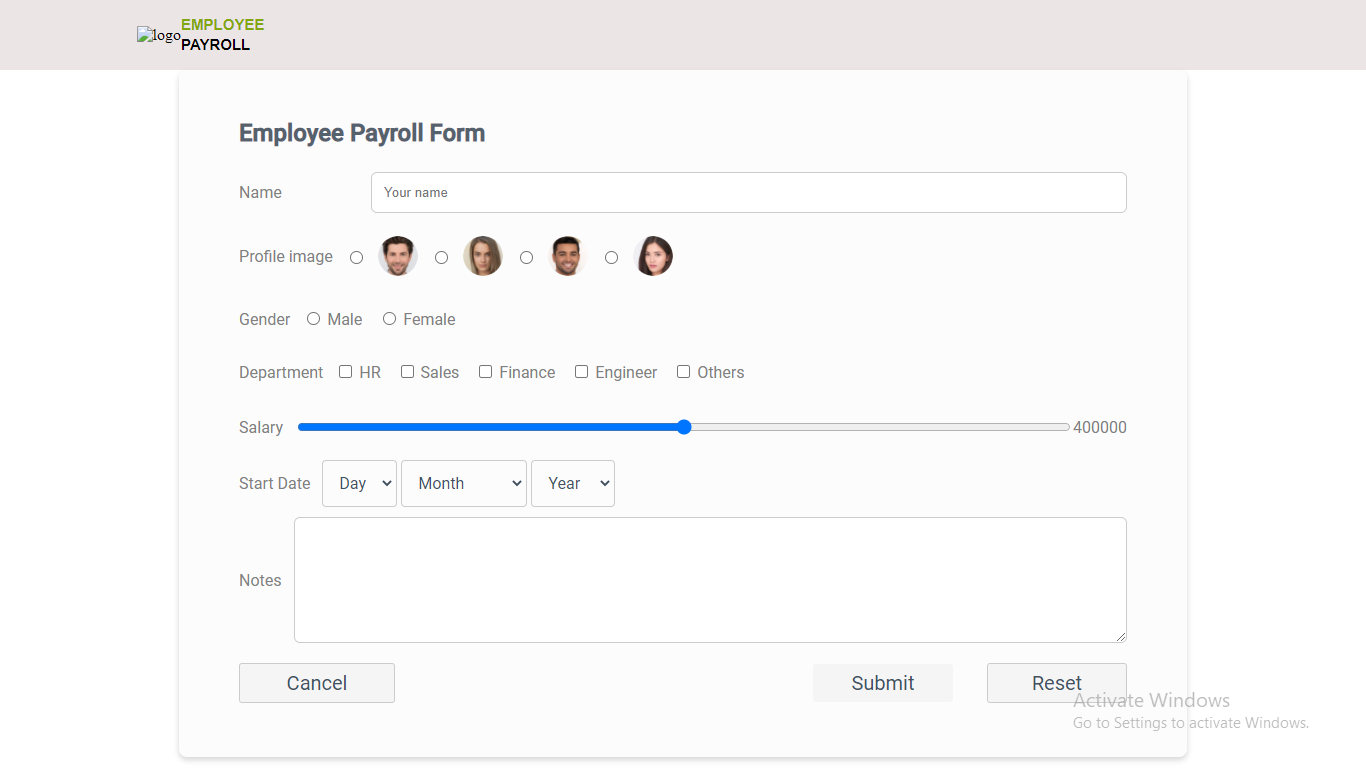 logo
EMPLOYEE
PAYROLL
Employee Payroll Form
Name
Your name
Profile image
Gender Male Female
Department HR Sales Finance Engineer Others
Salary 400000
Start Date Day Month Year
Notes
Cancel Submit Reset
Activate Windows
Go to Settings to activate Windows.